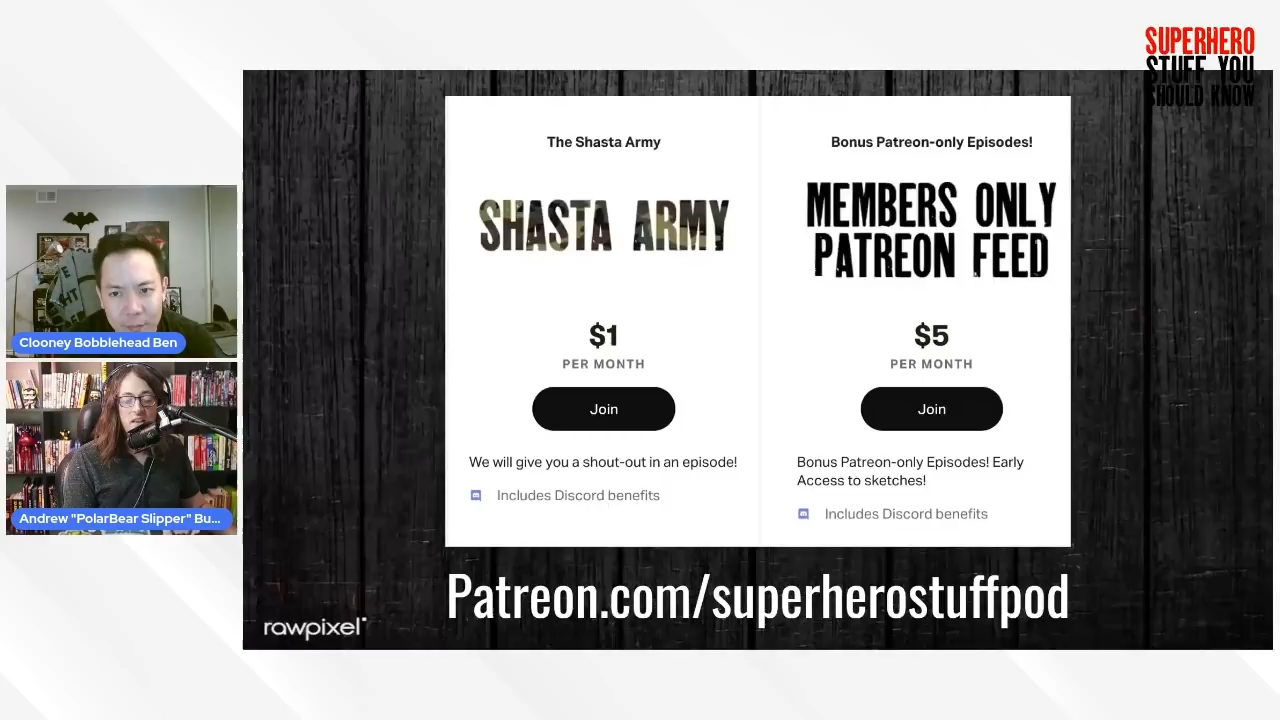 SUPERHERO
STUFF YOU
SHOULD KNOW
The Shasta Army
SHASTA ARMY
$1
PER MONTH
Join
We will give you a shout-out in an episode!
Includes Discord benefits
Bonus Patreon-only Episodes!
MEMBERS ONLY
PATREON FEED
$5
PER MONTH
Join
Bonus Patreon-only Episodes! Early
Access to sketches!
Includes Discord benefits
Clooney Bobblehead Ben
Andrew "PolarBear Slipper" Bu...
Patreon.com/superherostuffpod
rawpixel